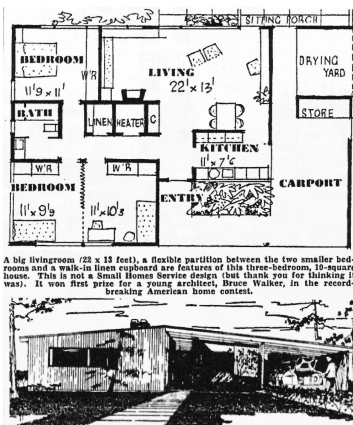 SITTING PORCH
BEDROOM
11'9 x 11'
W'R
LIVING
22' x 13'
DRYING
YARD
BATH
LINEN
HEATER
C
STORE
KITCHEN
11' x 7'6
W'R
W'R
BEDROOM
11' x 9'9
11' x 10'3
ENTRY
CARPORT
A big livingroom (22 x 13 feet), a flexible partition between the two smaller bed-
rooms and a walk-in linen cupboard are features of this three-bedroom, 10-square
house. This is not a Small Homes Service design (but thank you for thinking it
was). It won first prize for a young architect, Bruce Walker, in the record-
breaking American home contest.